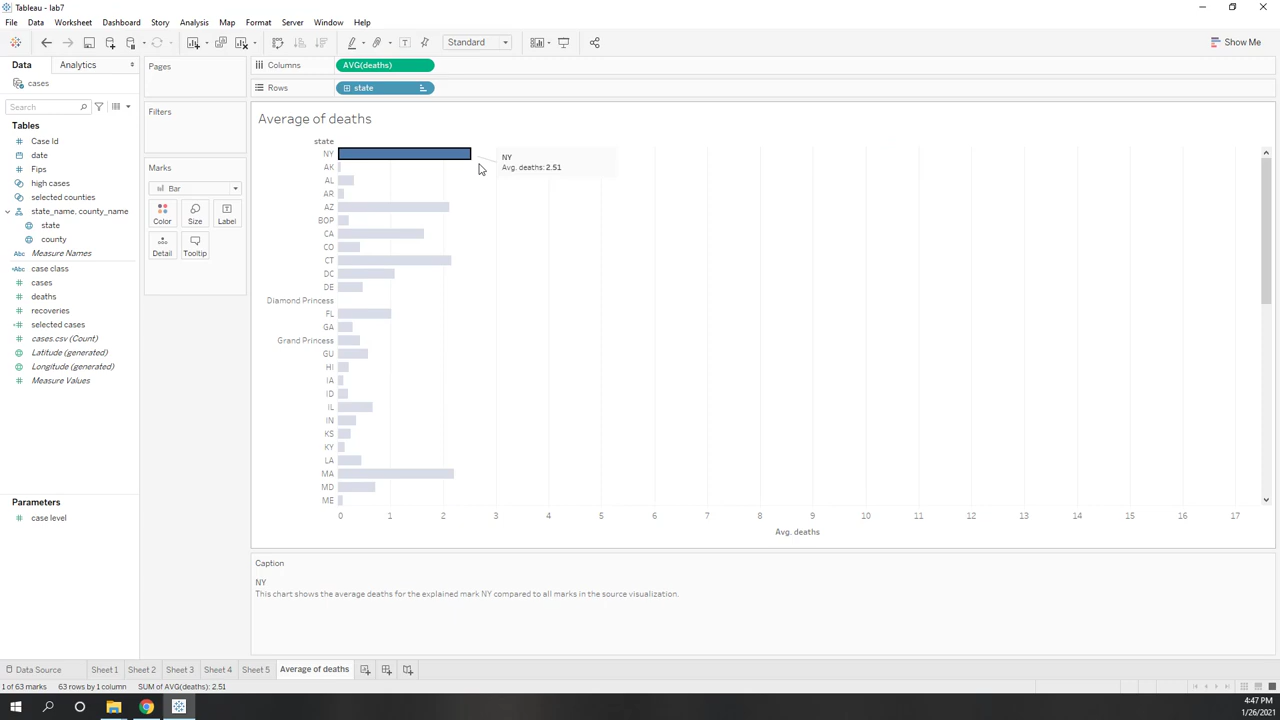 Tableau - lab7
File Data Worksheet Dashboard Story Analysis Map Format Server Window Help
Standard
Show Me
Data Analytics
cases
Search
Tables
Case Id
date
Fips
high cases
selected counties
state_name, county_name
state
county
Abc Measure Names
Abc case class
cases
deaths
recoveries
selected cases
cases.csv (Count)
Latitude (generated)
Longitude (generated)
Measure Values
Parameters
case level
Pages
Filters
Marks
Bar
Color Size Label
Detail Tooltip
Columns AVG(deaths)
Rows state
Average of deaths
state
NY
AK
AL
AR
AZ
BOP
CA
CO
CT
DC
DE
Diamond Princess
FL
GA
Grand Princess
GU
HI
IA
ID
IL
IN
KS
KY
LA
MA
MD
ME
NY
Avg. deaths: 2.51
0 1 2 3 4 5 6 7 8 9 10 11 12 13 14 15 16 17
Avg. deaths
Caption
NY
This chart shows the average deaths for the explained mark NY compared to all marks in the source visualization.
Data Source Sheet 1 Sheet 2 Sheet 3 Sheet 4 Sheet 5 Average of deaths
1 of 63 marks 63 rows by 1 column SUM of AVG(deaths): 2.51
4:47 PM
1/26/2021